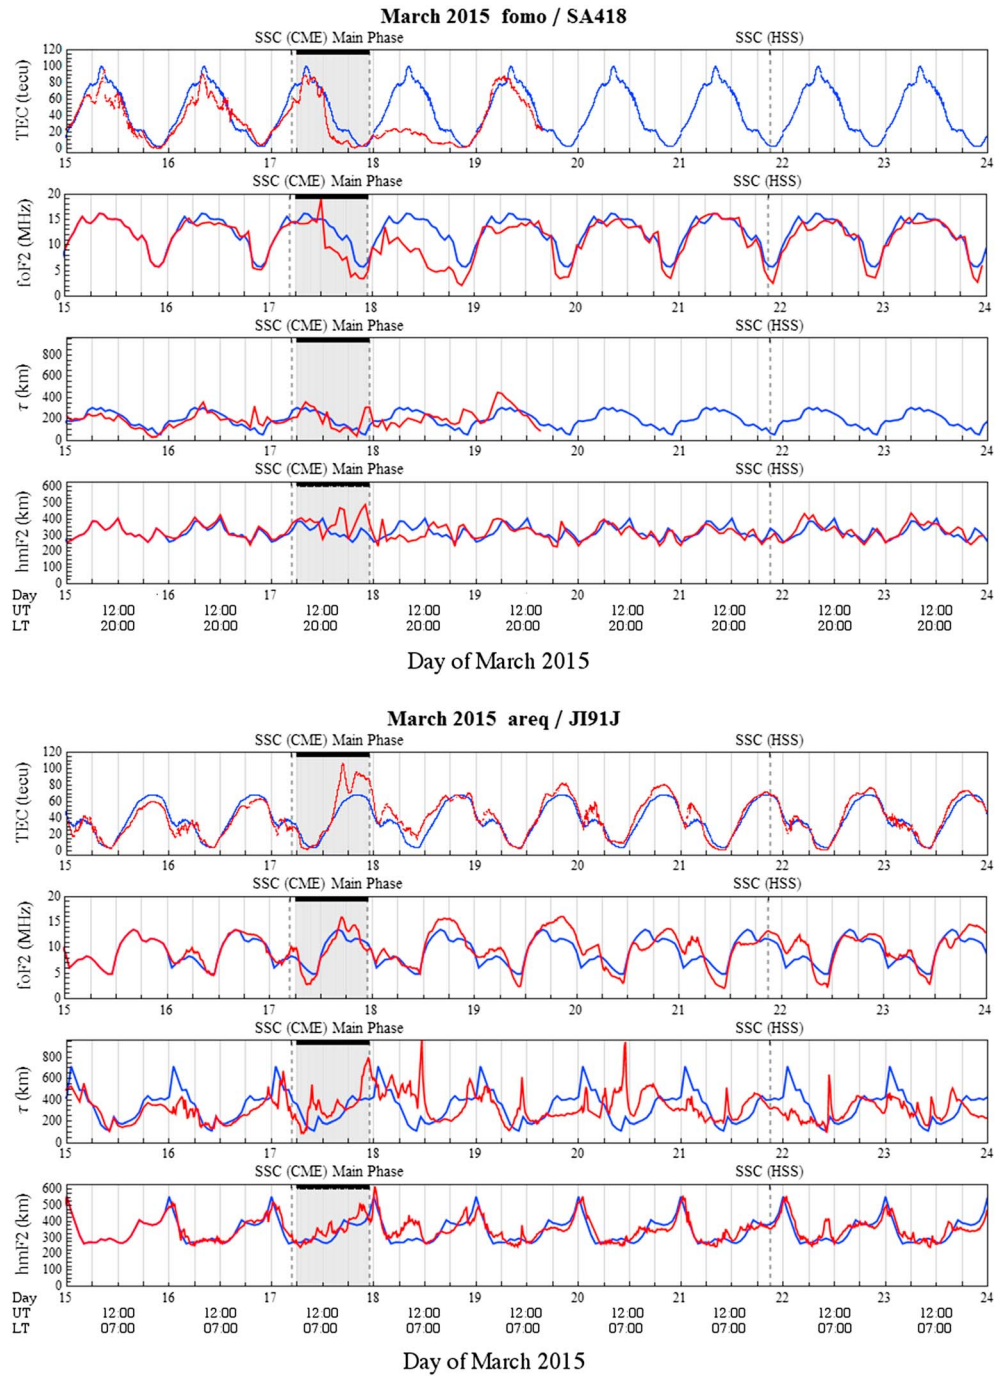 March 2015 fomo / SA418
SSC (CME) Main Phase SSC (HSS)
TEC (tecu)
120
100
80
60
40
20
0
15 16 17 18 19 20 21 22 23 24
SSC (CME) Main Phase SSC (HSS)
foF2 (MHz)
20
15
10
5
0
15 16 17 18 19 20 21 22 23 24
SSC (CME) Main Phase SSC (HSS)
τ (km)
800
600
400
200
0
15 16 17 18 19 20 21 22 23 24
SSC (CME) Main Phase SSC (HSS)
hmF2 (km)
600
500
400
300
200
100
0
Day 15 16 17 18 19 20 21 22 23 24
UT 12:00 12:00 12:00 12:00 12:00 12:00 12:00 12:00 12:00
LT 20:00 20:00 20:00 20:00 20:00 20:00 20:00 20:00 20:00
Day of March 2015
March 2015 areq / JI91J
SSC (CME) Main Phase SSC (HSS)
TEC (tecu)
120
100
80
60
40
20
0
15 16 17 18 19 20 21 22 23 24
SSC (CME) Main Phase SSC (HSS)
foF2 (MHz)
20
15
10
5
0
15 16 17 18 19 20 21 22 23 24
SSC (CME) Main Phase SSC (HSS)
τ (km)
800
600
400
200
0
15 16 17 18 19 20 21 22 23 24
SSC (CME) Main Phase SSC (HSS)
hmF2 (km)
600
500
400
300
200
100
0
Day 15 16 17 18 19 20 21 22 23 24
UT 12:00 12:00 12:00 12:00 12:00 12:00 12:00 12:00 12:00
LT 07:00 07:00 07:00 07:00 07:00 07:00 07:00 07:00 07:00
Day of March 2015